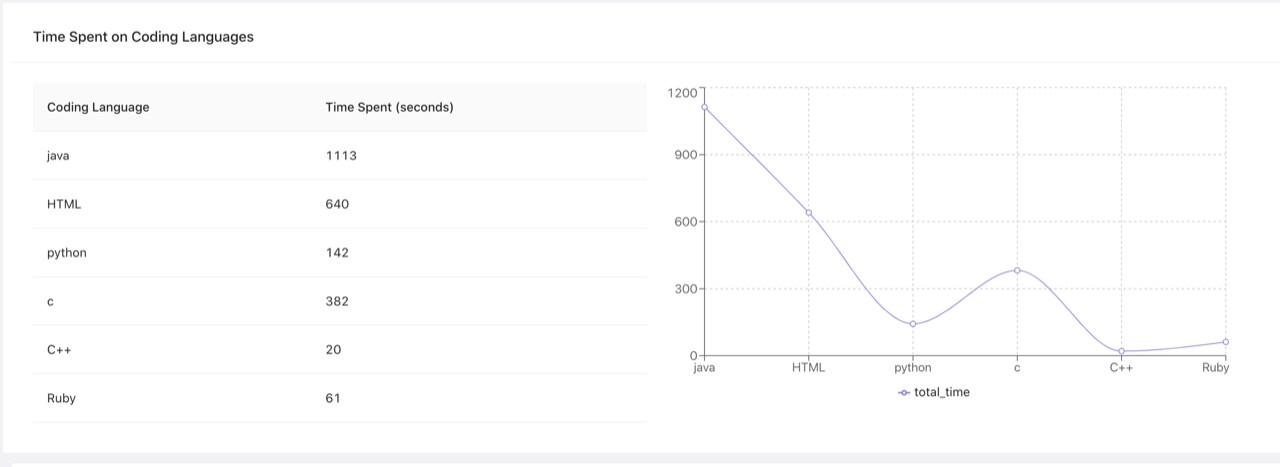 Time Spent on Coding Languages
Coding Language Time Spent (seconds)
java 1113
HTML 640
python 142
c 382
C++ 20
Ruby 61
1200
900
600
300
0
java HTML python c C++ Ruby
total_time